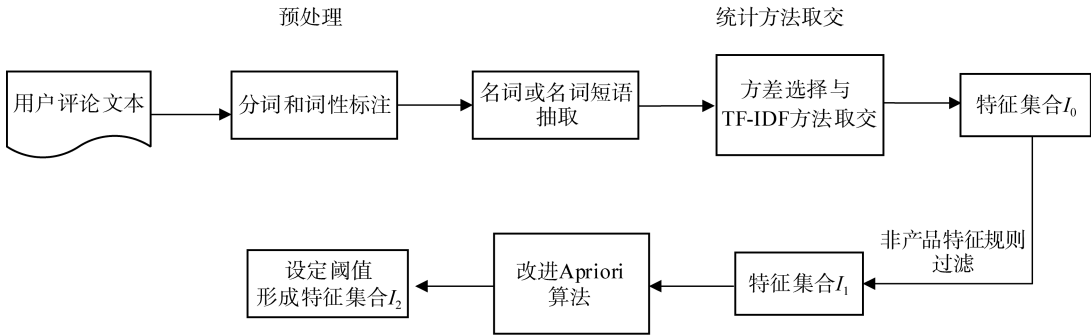 预处理
统计方法取交
用户评论文本
分词和词性标注
名词或名词短语
抽取
方差选择与
TF-IDF方法取交
特征集合I₀
非产品特征规则
过滤
特征集合I₁
改进Apriori
算法
设定阈值
形成特征集合I₂